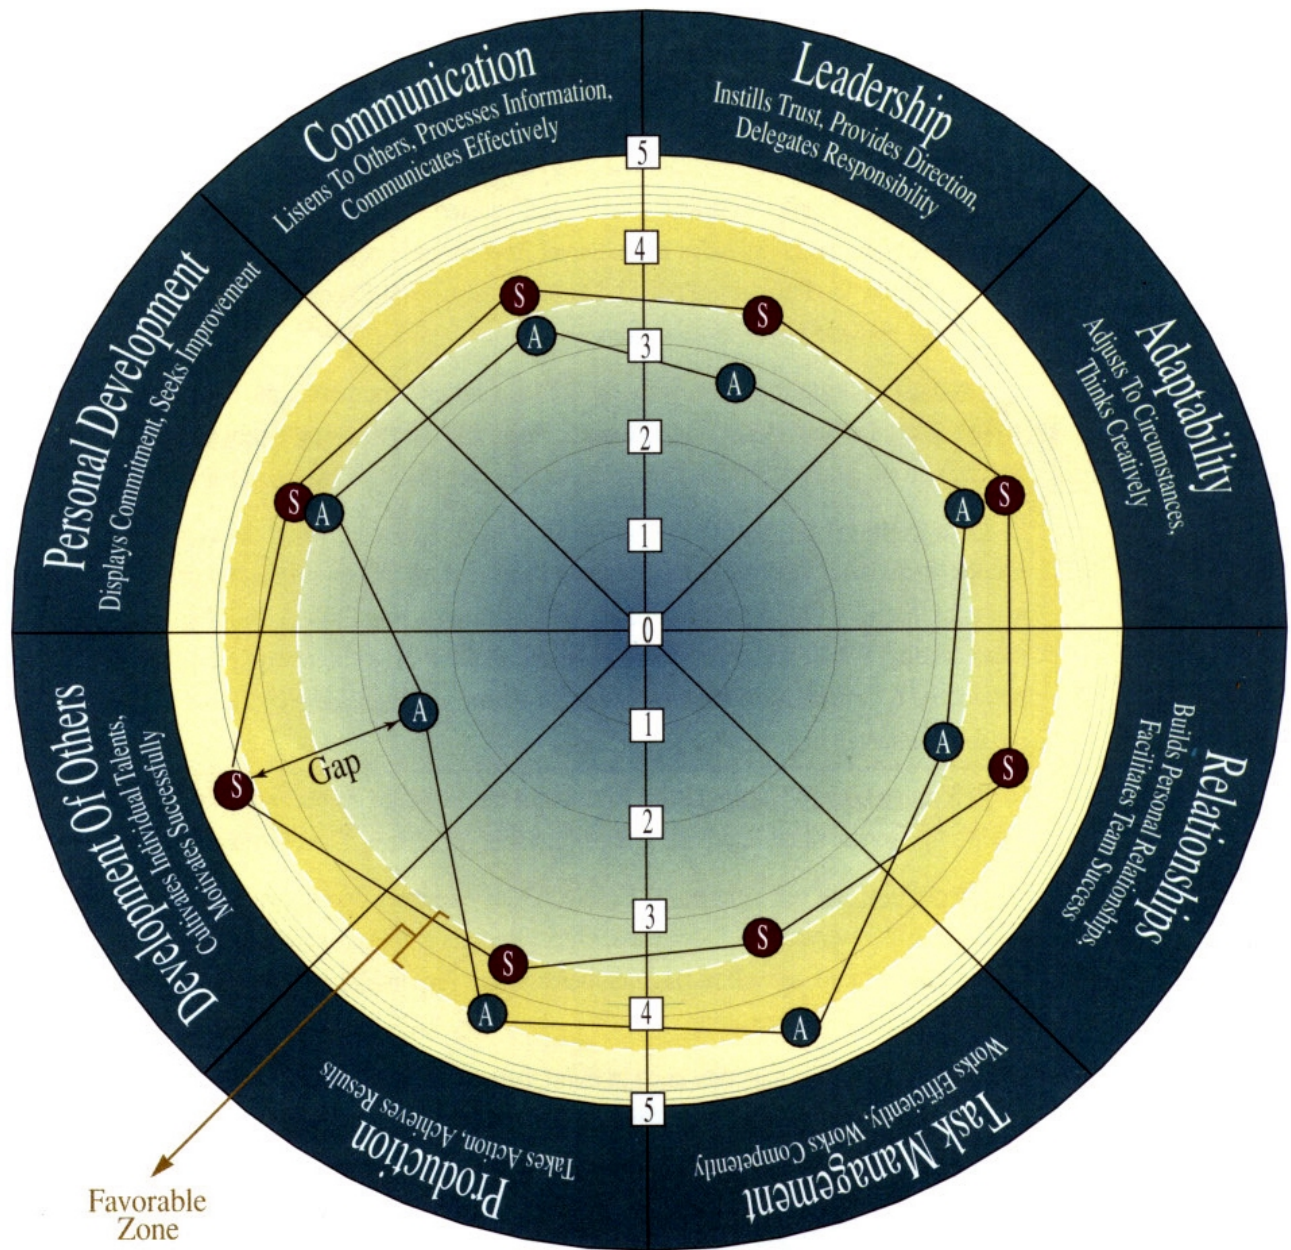 Communication
Listens To Others, Processes Information,
Communicates Effectively
Leadership
Instills Trust, Provides Direction,
Delegates Responsibility
Adaptability
Adjusts To Circumstances,
Thinks Creatively
Relationships
Builds Personal Relationships,
Facilitates Team Success
Task Management
Works Efficiently, Works Competently
Production
Takes Action, Achieves Results
Development Of Others
Cultivates Individual Talents,
Motivates Successfully
Personal Development
Displays Commitment, Seeks Improvement
5
4
3
2
1
0
1
2
3
4
5
S
S
A
A
S
A
A
S
A
A
S
S
Gap
S
S
A
A
Favorable
Zone